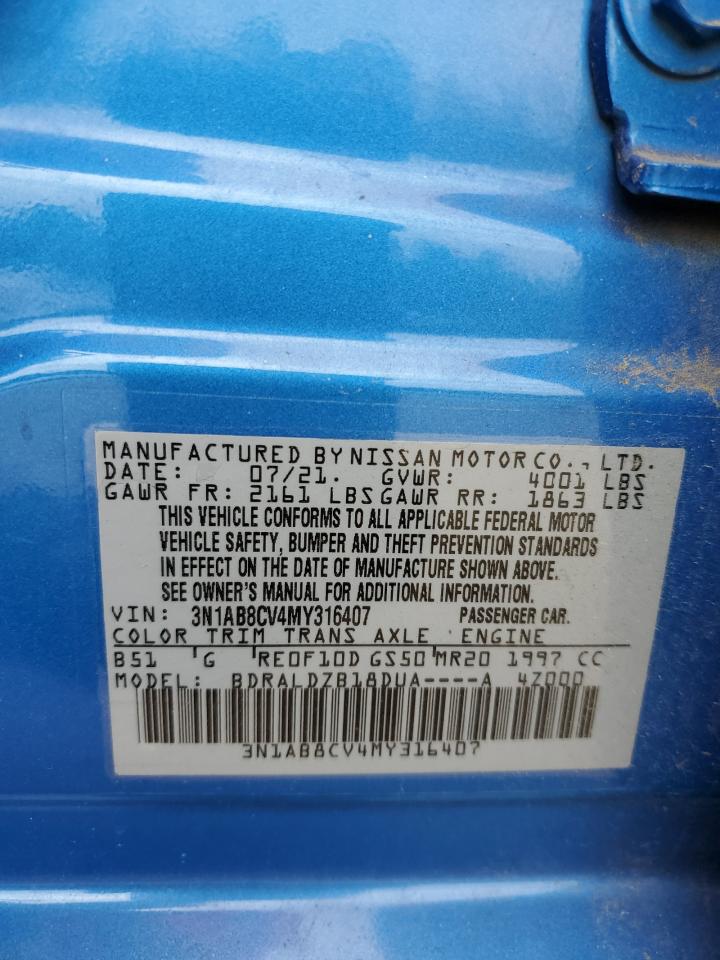 MANUFACTURED BY NISSAN MOTOR CO., LTD.
DATE: 07/21. GVWR: 4001 LBS
GAWR FR: 2161 LBS GAWR RR: 1863 LBS
THIS VEHICLE CONFORMS TO ALL APPLICABLE FEDERAL MOTOR
VEHICLE SAFETY, BUMPER AND THEFT PREVENTION STANDARDS
IN EFFECT ON THE DATE OF MANUFACTURE SHOWN ABOVE.
SEE OWNER'S MANUAL FOR ADDITIONAL INFORMATION.
VIN: 3N1AB8CV4MY316407 PASSENGER CAR.
COLOR TRIM TRANS AXLE ENGINE
B51 G RE0F10D GS50 MR20 1997 CC
MODEL: BDRALDZB18DUA----A 4Z000
3N1AB8CV4MY316407